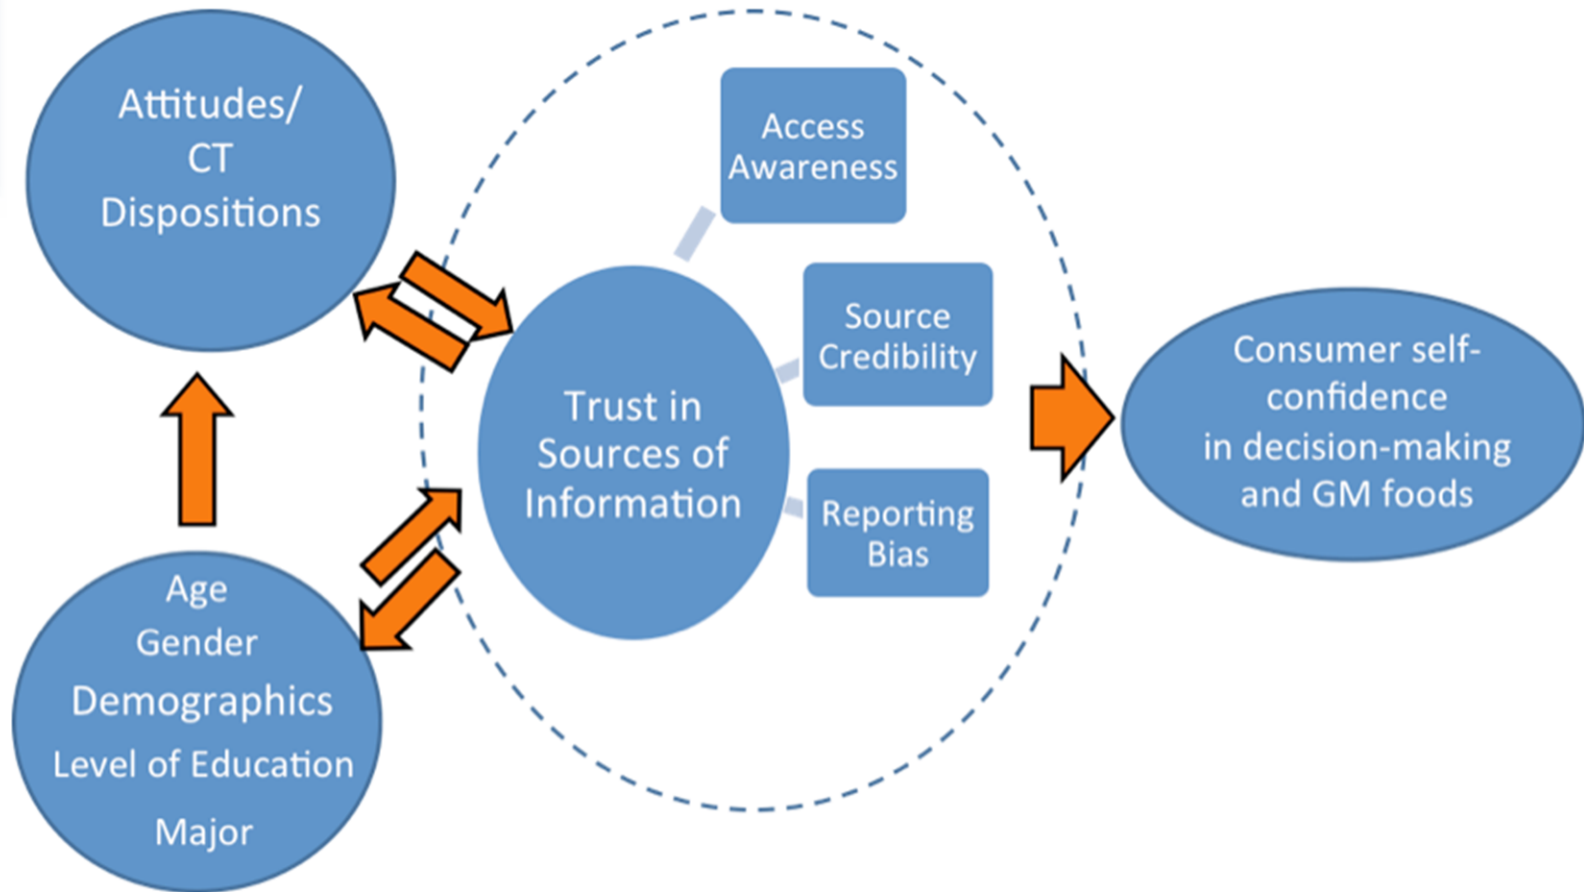 Attitudes/
CT
Dispositions
Access
Awareness
Source
Credibility
Trust in
Sources of
Information
Reporting
Bias
Consumer self-
confidence
in decision-making
and GM foods
Age
Gender
Demographics
Level of Education
Major